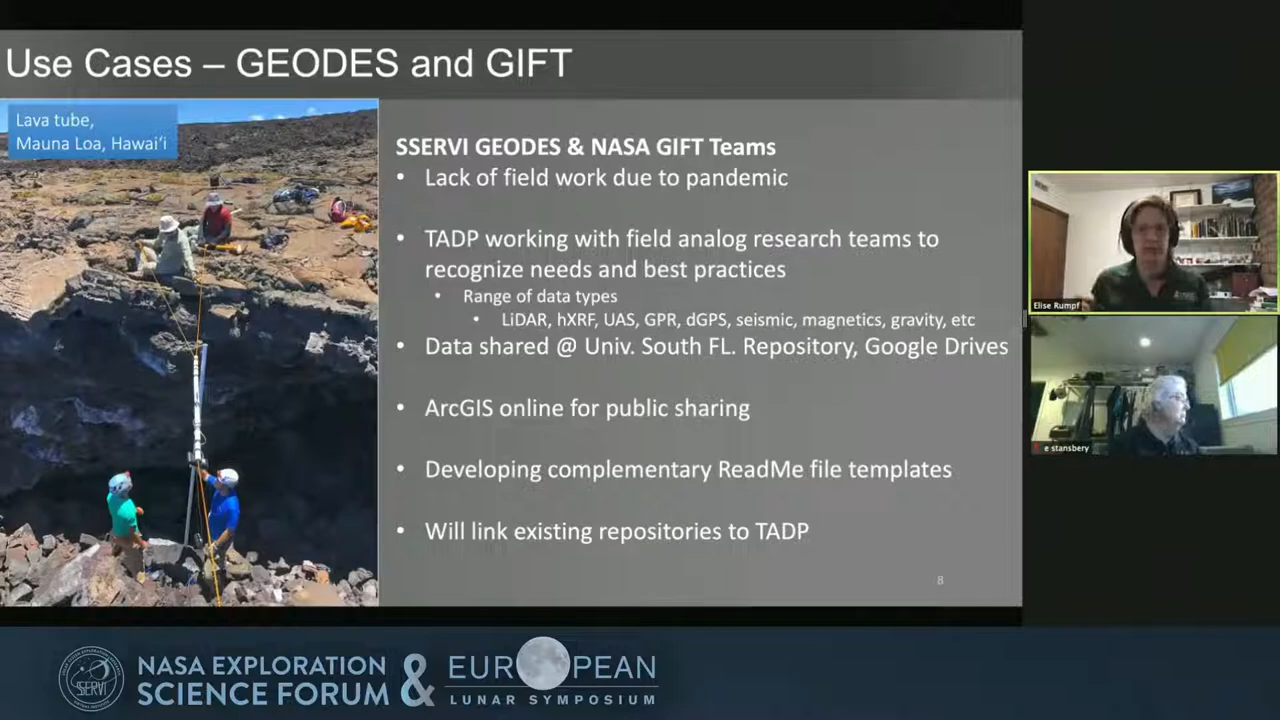 Use Cases – GEODES and GIFT
Lava tube,
Mauna Loa, Hawaiʻi
SSERVI GEODES & NASA GIFT Teams
• Lack of field work due to pandemic
• TADP working with field analog research teams to
recognize needs and best practices
• Range of data types
• LiDAR, hXRF, UAS, GPR, dGPS, seismic, magnetics, gravity, etc
• Data shared @ Univ. South FL. Repository, Google Drives
• ArcGIS online for public sharing
• Developing complementary ReadMe file templates
• Will link existing repositories to TADP
8
Elise Rumpf
e stansbery
SSERVI
NASA EXPLORATION
SCIENCE FORUM
&
EUROPEAN
LUNAR SYMPOSIUM